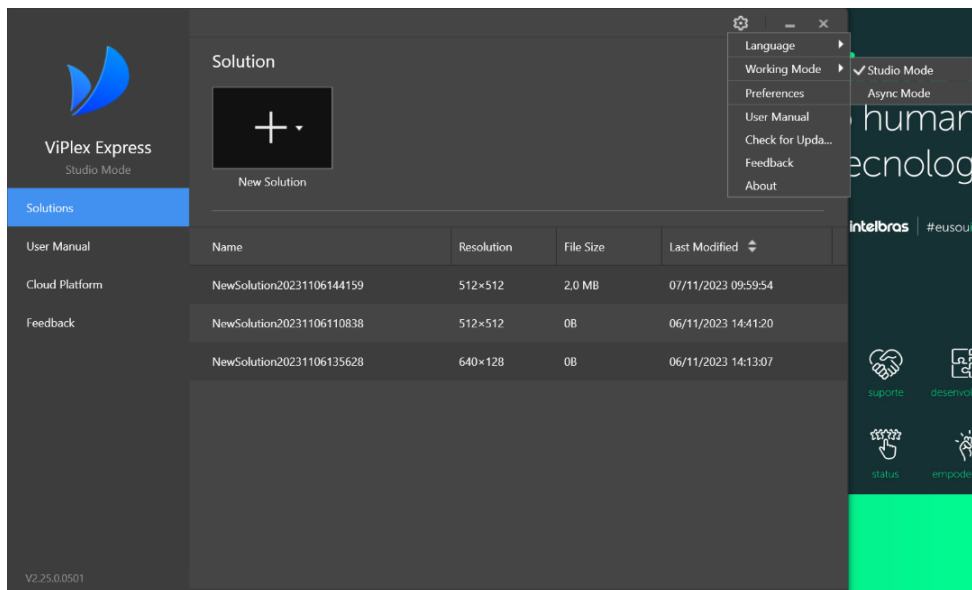 ViPlex Express
Studio Mode
Solutions
User Manual
Cloud Platform
Feedback
V2.25.0.0501
Solution
New Solution
Name Resolution File Size Last Modified
NewSolution20231106144159 512×512 2,0 MB 07/11/2023 09:59:54
NewSolution20231106110838 512×512 0B 06/11/2023 14:41:20
NewSolution20231106135628 640×128 0B 06/11/2023 14:13:07
Language
Working Mode
Preferences
User Manual
Check for Upda...
Feedback
About
Studio Mode
Async Mode
human
ecnolog
intelbras #eusoui
suporte desenvol
status empode